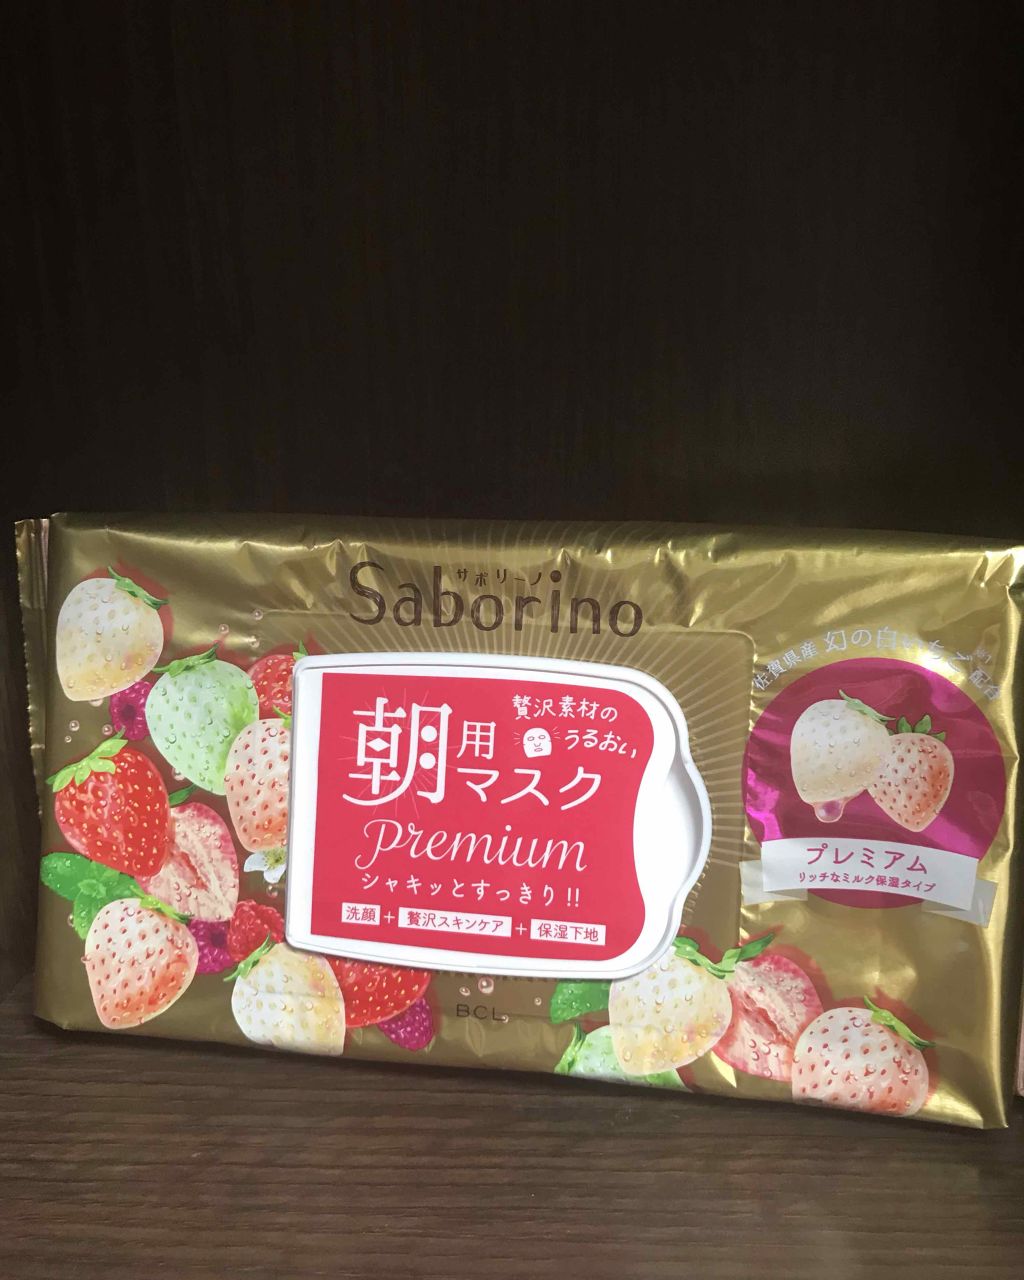 サボリーノ
Saborino
朝用マスク
贅沢素材の
うるおい
premium
シャキッとすっきり!!
洗顔 + 贅沢スキンケア + 保湿下地
BCL
佐賀県産 幻の白いちご 配合
プレミアム
リッチなミルク保湿タイプ